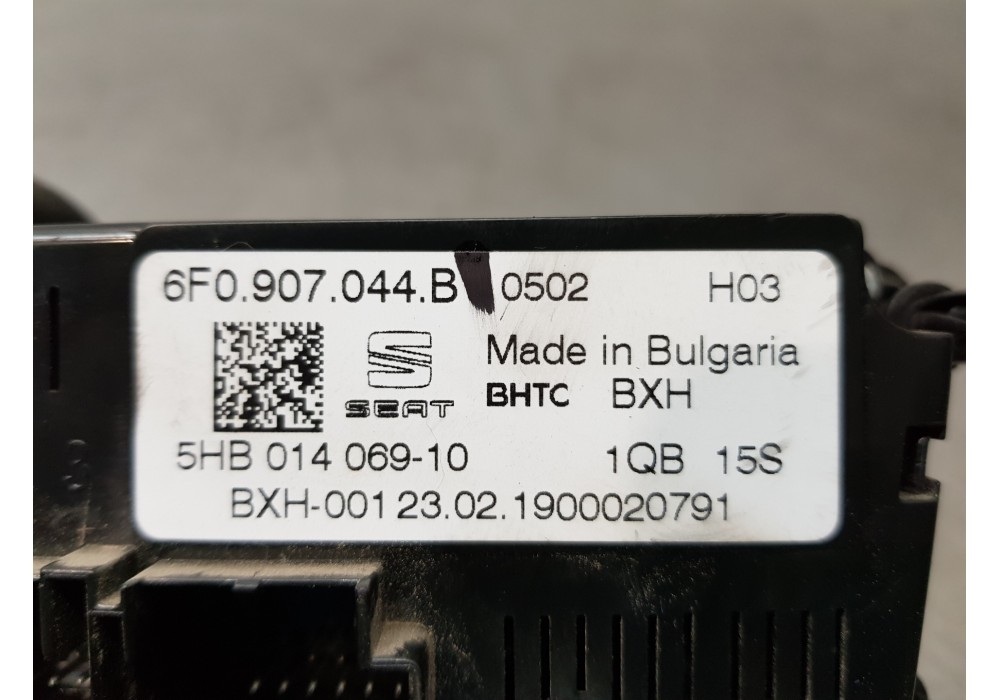 6F0.907.044.B 0502 H03
Made in Bulgaria
SEAT BHTC BXH
5HB 014 069-10 1QB 15S
BXH-001 23.02.1900020791